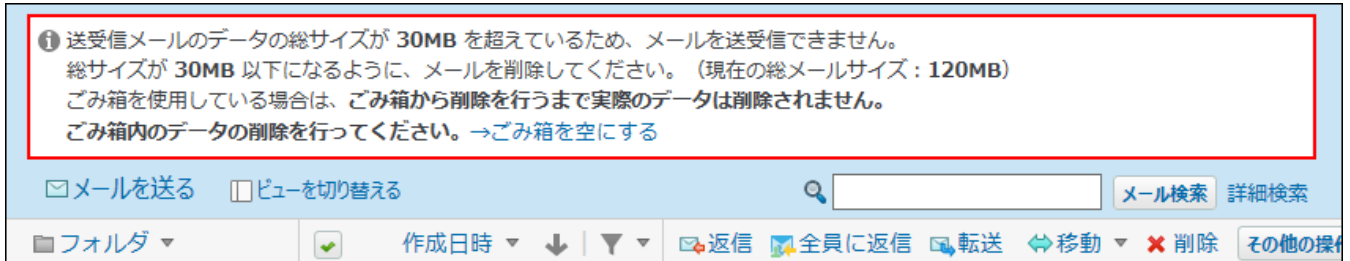 送受信メールのデータの総サイズが 30MB を超えているため、メールを送受信できません。
総サイズが 30MB 以下になるように、メールを削除してください。（現在の総メールサイズ：120MB）
ごみ箱を使用している場合は、ごみ箱から削除を行うまで実際のデータは削除されません。
ごみ箱内のデータの削除を行ってください。→ごみ箱を空にする
メールを送る ビューを切り替える メール検索 詳細検索
フォルダ 作成日時 返信 全員に返信 転送 移動 削除 その他の操